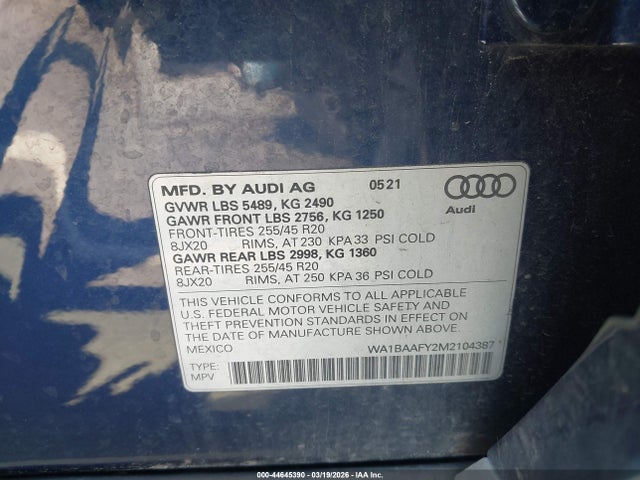 MFD. BY AUDI AG 05 21
GVWR LBS 5489, KG 2490
GAWR FRONT LBS 2756, KG 1250
FRONT-TIRES 255/45 R20
8JX20 RIMS, AT 230 KPA 33 PSI COLD
GAWR REAR LBS 2998, KG 1360
REAR-TIRES 255/45 R20
8JX20 RIMS, AT 250 KPA 36 PSI COLD
Audi
THIS VEHICLE CONFORMS TO ALL APPLICABLE
U.S. FEDERAL MOTOR VEHICLE SAFETY AND
THEFT PREVENTION STANDARDS IN EFFECT ON
THE DATE OF MANUFACTURE SHOWN ABOVE.
MEXICO WA1BAAFY2M2104387
TYPE:
MPV
000-44645390 - 03/19/2026 - IAA Inc.